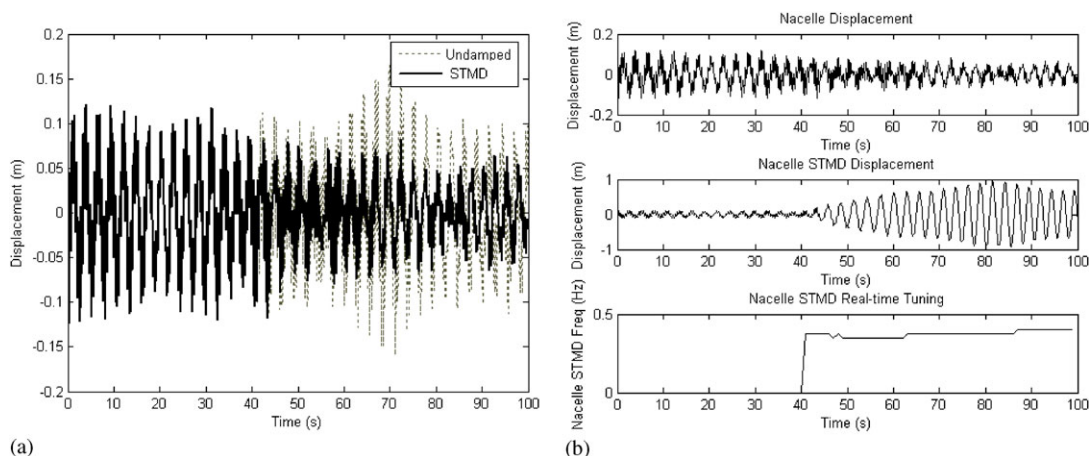 0.2
0.15
0.1
0.05
0
-0.05
-0.1
-0.15
-0.2
Displacement (m)
Undamped
STMD
0 10 20 30 40 50 60 70 80 90 100
Time (s)
(a)
(b)
Nacelle Displacement
Displacement (m)
0.2
0
-0.2
0 10 20 30 40 50 60 70 80 90 100
Time (s)
Nacelle STMD Displacement
Displacement (m)
1
0
-1
0 10 20 30 40 50 60 70 80 90 100
Time (s)
Nacelle STMD Real-time Tuning
Nacelle STMD Freq (Hz)
0.5
0
0 10 20 30 40 50 60 70 80 90 100
Time (s)
(b)